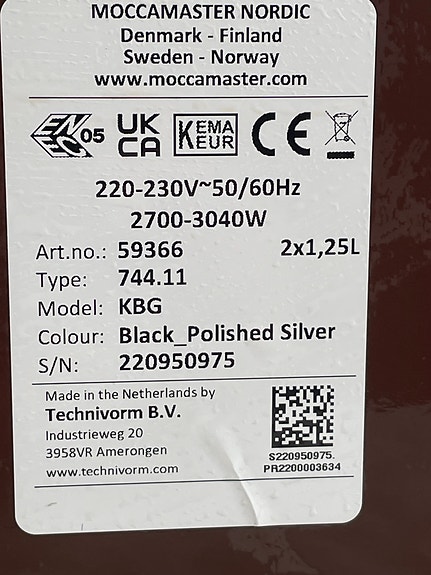 MOCCAMASTER NORDIC
Denmark - Finland
Sweden - Norway
www.moccamaster.com
EN EC 05 UK CA KEMA KEUR CE
220-230V~50/60Hz
2700-3040W
Art.no.: 59366 2x1,25L
Type: 744.11
Model: KBG
Colour: Black_Polished Silver
S/N: 220950975
Made in the Netherlands by
Technivorm B.V.
Industrieweg 20
3958VR Amerongen
www.technivorm.com
S220950975.
PR2200003634